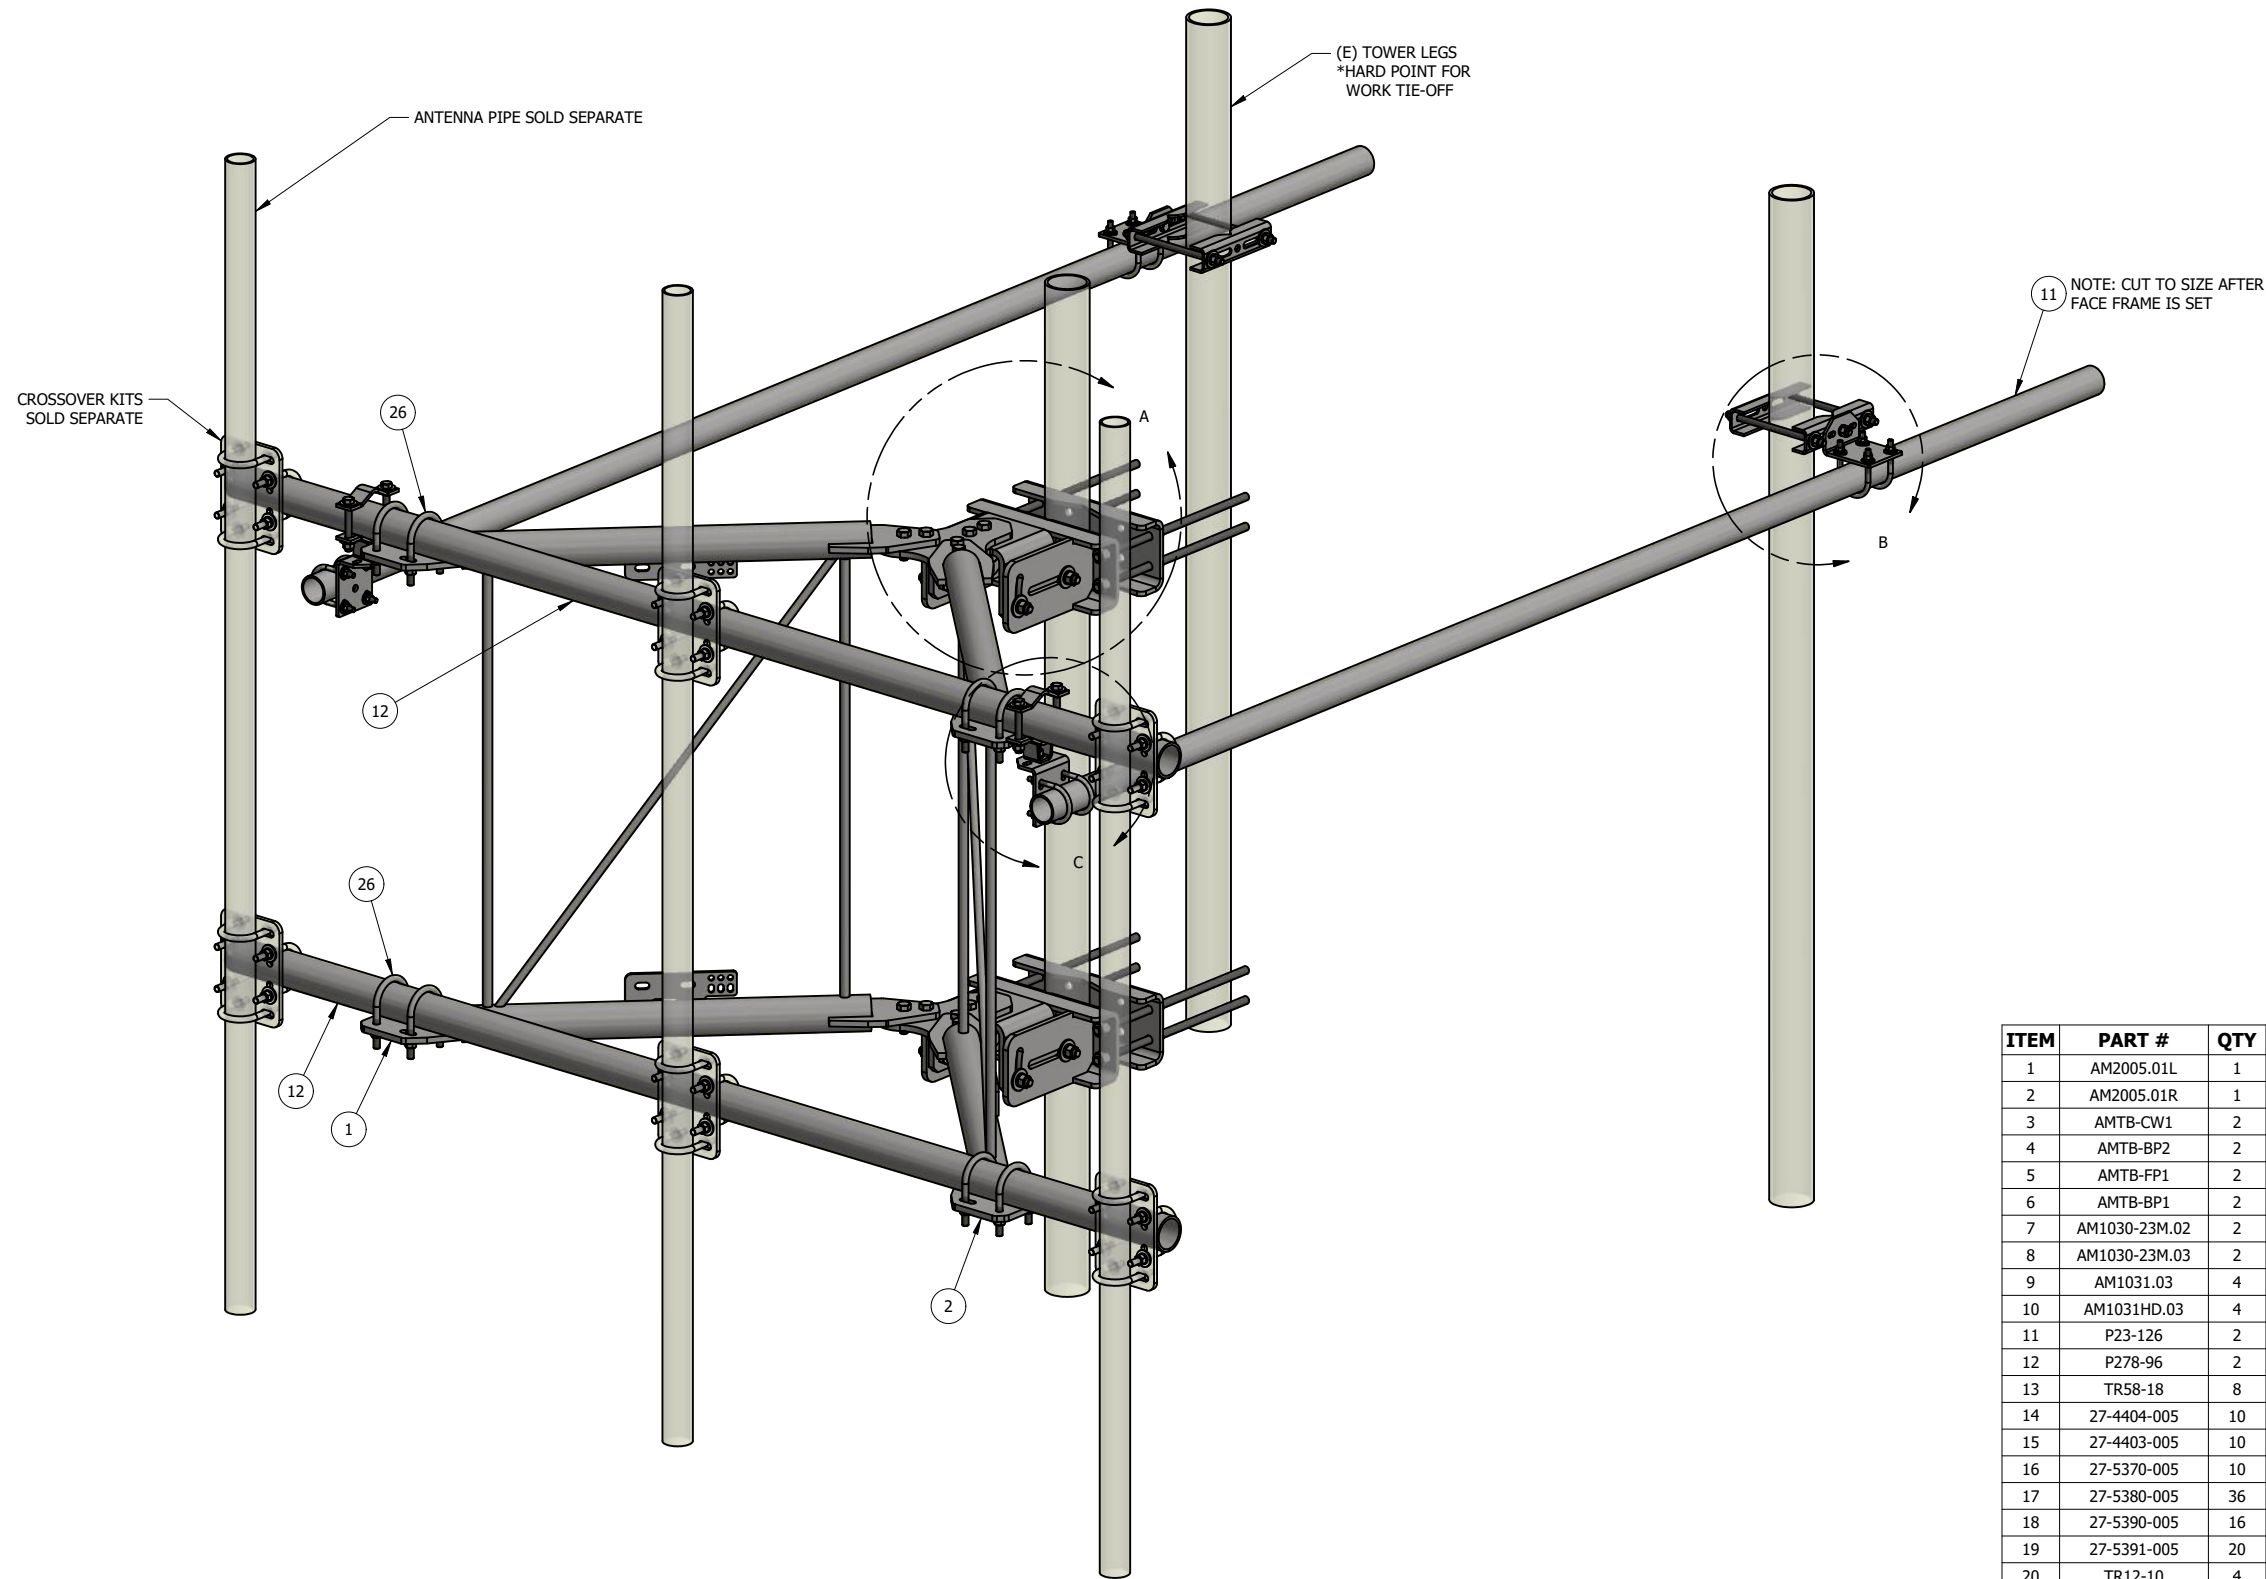 (E) TOWER LEGS
*HARD POINT FOR
WORK TIE-OFF
ANTENNA PIPE SOLD SEPARATE
11 NOTE: CUT TO SIZE AFTER
FACE FRAME IS SET
CROSSOVER KITS
SOLD SEPARATE
26
A
B
12
C
26
12
1
2
ITEM PART # QTY
1 AM2005.01L 1
2 AM2005.01R 1
3 AMTB-CW1 2
4 AMTB-BP2 2
5 AMTB-FP1 2
6 AMTB-BP1 2
7 AM1030-23M.02 2
8 AM1030-23M.03 2
9 AM1031.03 4
10 AM1031HD.03 4
11 P23-126 2
12 P278-96 2
13 TR58-18 8
14 27-4404-005 10
15 27-4403-005 10
16 27-5370-005 10
17 27-5380-005 36
18 27-5390-005 16
19 27-5391-005 20
20 TR12-10 4